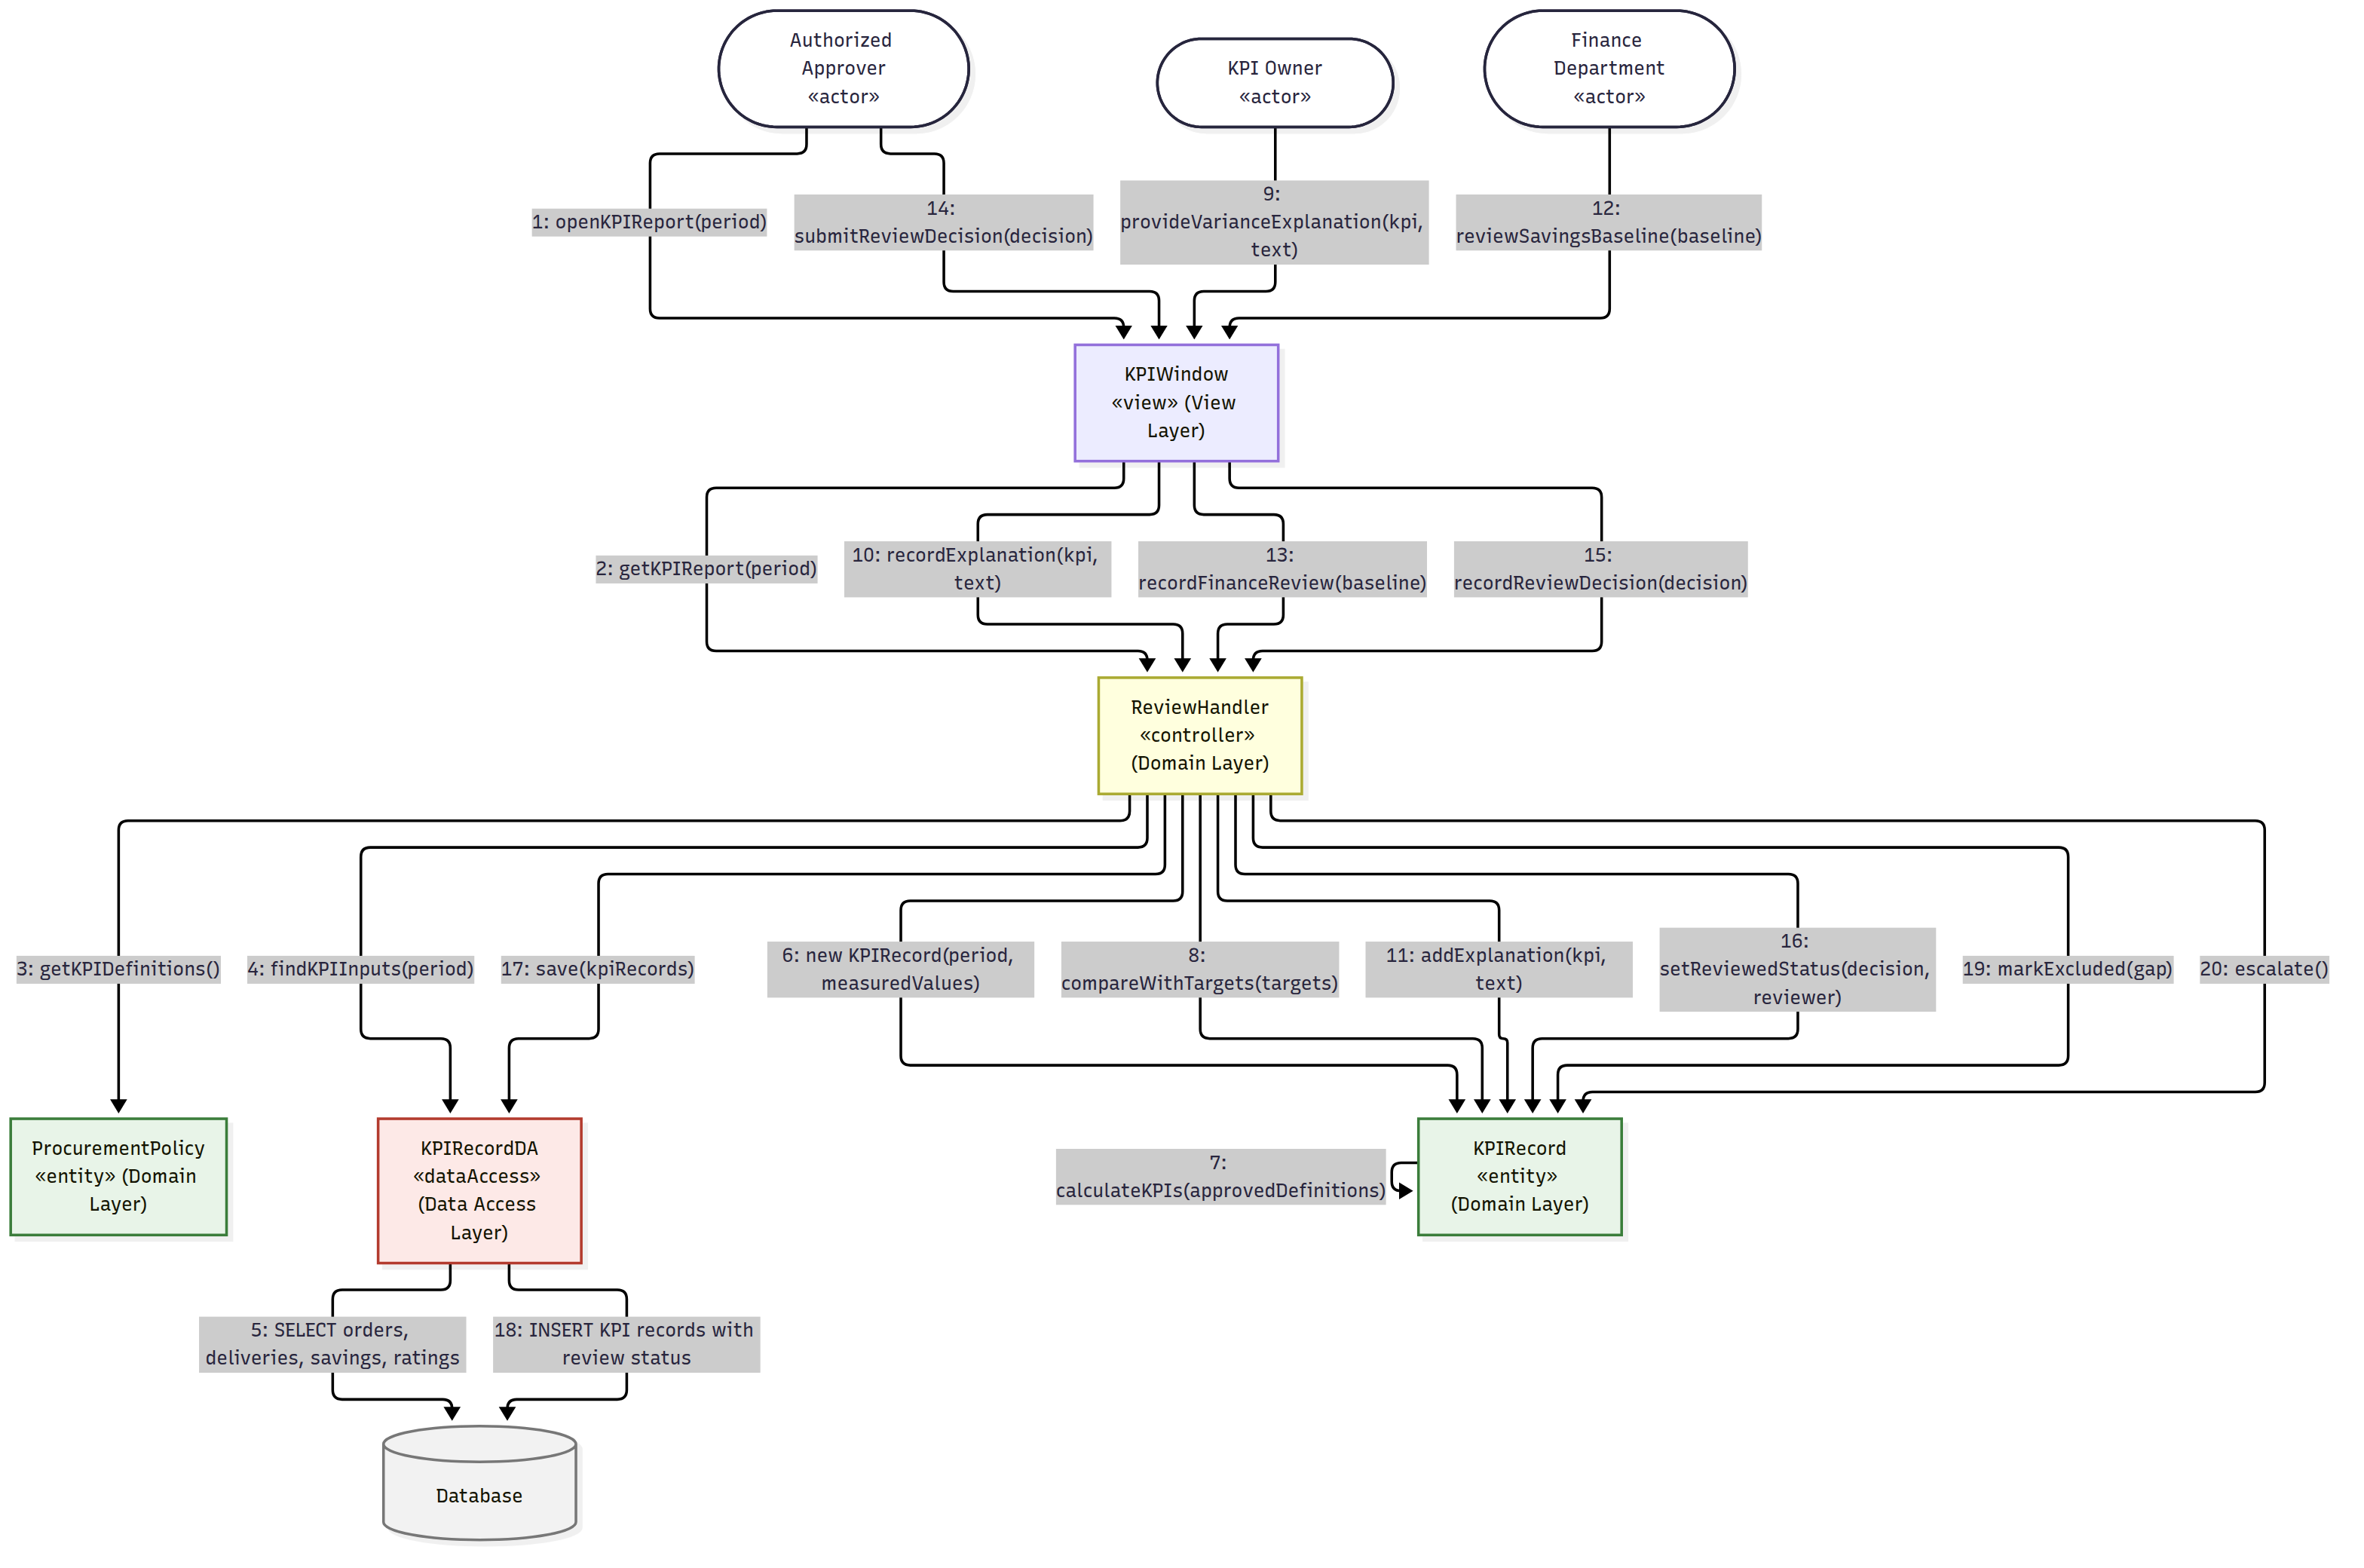 Authorized
Approver
«actor»
KPI Owner
«actor»
Finance
Department
«actor»
1: openKPIReport(period)
14:
submitReviewDecision(decision)
9:
provideVarianceExplanation(kpi,
text)
12:
reviewSavingsBaseline(baseline)
KPIWindow
«view» (View
Layer)
2: getKPIReport(period)
10: recordExplanation(kpi,
text)
13:
recordFinanceReview(baseline)
15:
recordReviewDecision(decision)
ReviewHandler
«controller»
(Domain Layer)
3: getKPIDefinitions()
4: findKPIInputs(period)
17: save(kpiRecords)
6: new KPIRecord(period,
measuredValues)
8:
compareWithTargets(targets)
11: addExplanation(kpi,
text)
16:
setReviewedStatus(decision,
reviewer)
19: markExcluded(gap)
20: escalate()
ProcurementPolicy
«entity» (Domain
Layer)
KPIRecordDA
«dataAccess»
(Data Access
Layer)
7:
calculateKPIs(approvedDefinitions)
KPIRecord
«entity»
(Domain Layer)
5: SELECT orders,
deliveries, savings, ratings
18: INSERT KPI records with
review status
Database